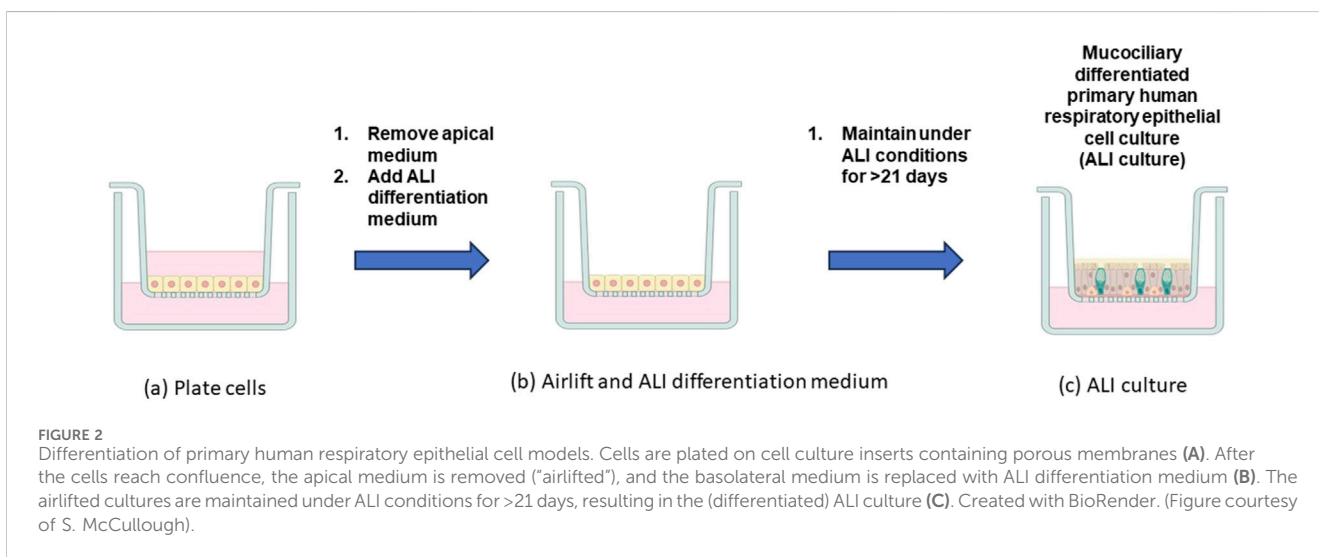 1. Remove apical
medium
2. Add ALI
differentiation
medium
1. Maintain under
ALI conditions
for >21 days
Mucociliary
differentiated
primary human
respiratory epithelial
cell culture
(ALI culture)
(a) Plate cells
(b) Airlift and ALI differentiation medium
(c) ALI culture
FIGURE 2
Differentiation of primary human respiratory epithelial cell models. Cells are plated on cell culture inserts containing porous membranes (A). After
the cells reach confluence, the apical medium is removed (“airlifted”), and the basolateral medium is replaced with ALI differentiation medium (B). The
airlifted cultures are maintained under ALI conditions for >21 days, resulting in the (differentiated) ALI culture (C). Created with BioRender. (Figure courtesy
of S. McCullough).